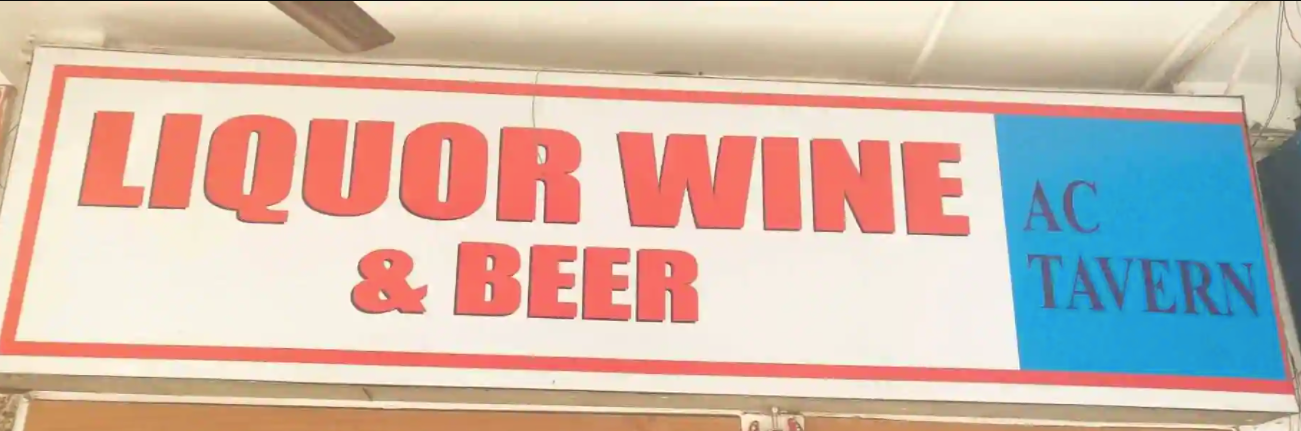 LIQUOR WINE
& BEER
AC
TAVERN